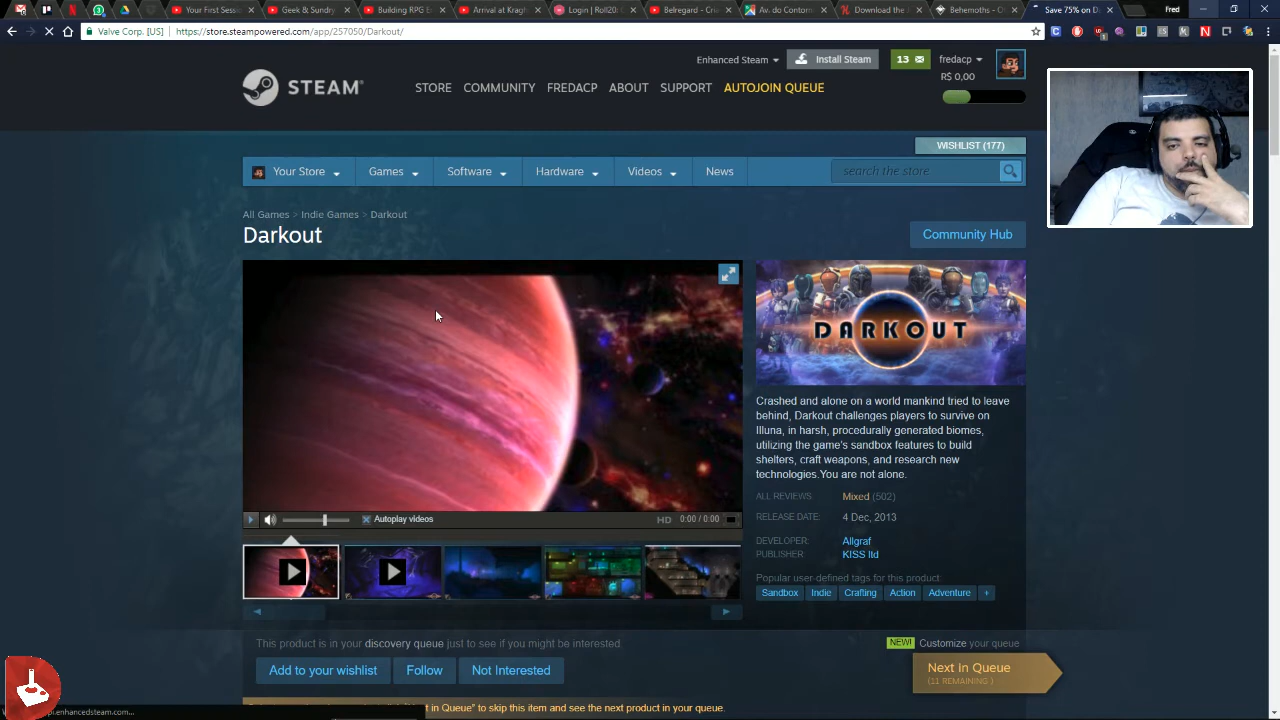 Your First Sessi
Geek & Sundry
Building RPG E
Arrival at Kragh
Login | Roll20:
Belregard - Cria
Av. do Contorn
Download the
Behemoths - O
Save 75% on D
Fred
Valve Corp. [US] | https://store.steampowered.com/app/257050/Darkout/
Enhanced Steam
Install Steam
13
fredacp
R$ 0,00
STEAM
STORE COMMUNITY FREDACP ABOUT SUPPORT AUTOJOIN QUEUE
WISHLIST (177)
Your Store
Games
Software
Hardware
Videos
News
search the store
All Games > Indie Games > Darkout
Darkout
Community Hub
DARKOUT
Crashed and alone on a world mankind tried to leave
behind, Darkout challenges players to survive on
Illuna, in harsh, procedurally generated biomes,
utilizing the game's sandbox features to build
shelters, craft weapons, and research new
technologies.You are not alone.
ALL REVIEWS Mixed (502)
RELEASE DATE: 4 Dec, 2013
DEVELOPER: Allgraf
PUBLISHER: KISS ltd
Popular user-defined tags for this product:
Sandbox Indie Crafting Action Adventure +
Autoplay videos
HD 0:00 / 0:00
This product is in your discovery queue just to see if you might be interested.
NEW! Customize your queue
Add to your wishlist
Follow
Not Interested
Next in Queue
(11 REMAINING )
in Queue" to skip this item and see the next product in your queue.
pi.enhancedsteam.com...